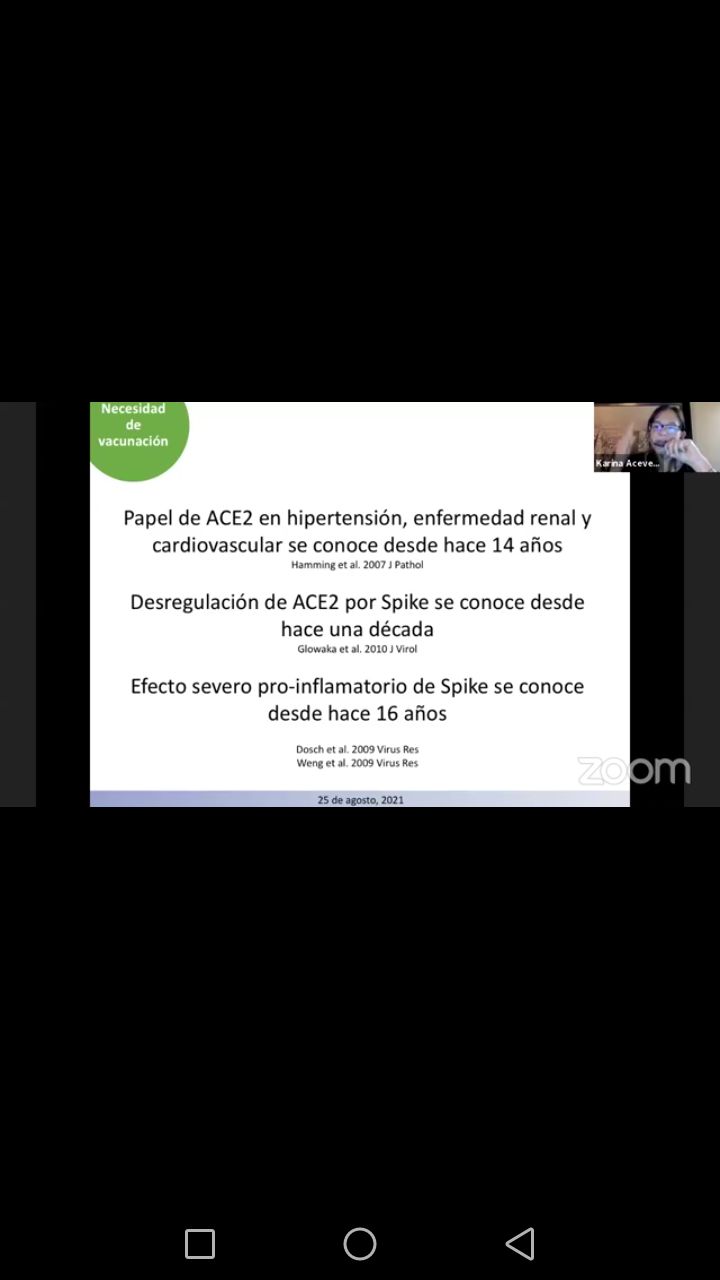 Necesidad
de
vacunación
Karina Aceve...
Papel de ACE2 en hipertensión, enfermedad renal y
cardiovascular se conoce desde hace 14 años
Hamming et al. 2007 J Pathol
Desregulación de ACE2 por Spike se conoce desde
hace una década
Glowaka et al. 2010 J Virol
Efecto severo pro-inflamatorio de Spike se conoce
desde hace 16 años
Dosch et al. 2009 Virus Res
Weng et al. 2009 Virus Res
zoom
25 de agosto, 2021